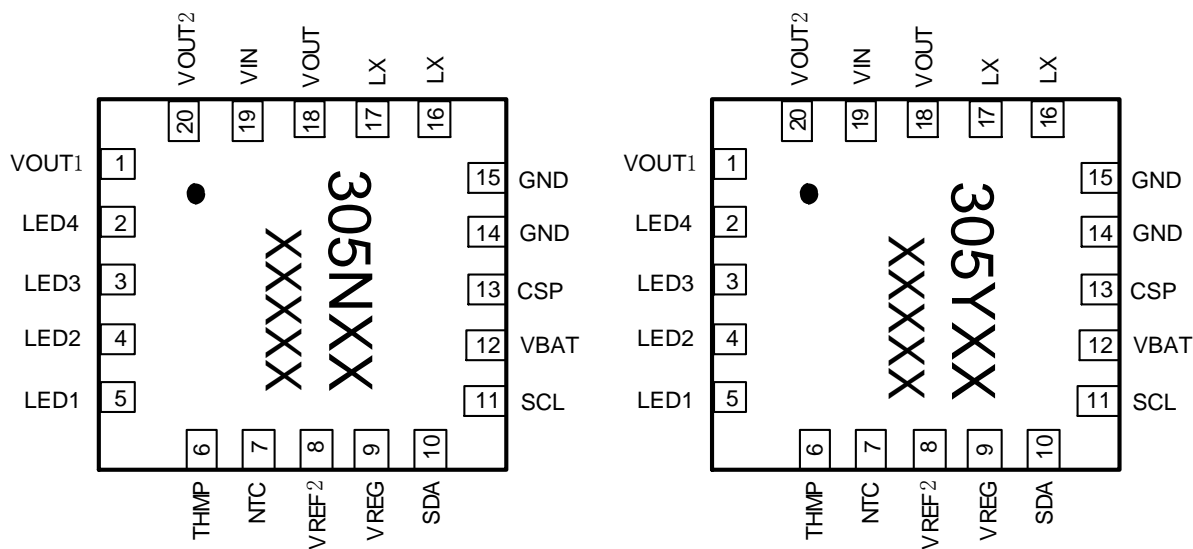 VOUT2 VIN VOUT LX LX
20 19 18 17 16
VOUT1 1
LED4 2
LED3 3
LED2 4
LED1 5
15 GND
14 GND
13 CSP
12 VBAT
11 SCL
305NXX
XXXXX
6 7 8 9 10
THMP NTC VREF2 VREG SDA
VOUT2 VIN VOUT LX LX
20 19 18 17 16
VOUT1 1
LED4 2
LED3 3
LED2 4
LED1 5
15 GND
14 GND
13 CSP
12 VBAT
11 SCL
305YXX
XXXXX
6 7 8 9 10
THMP NTC VREF2 VREG SDA